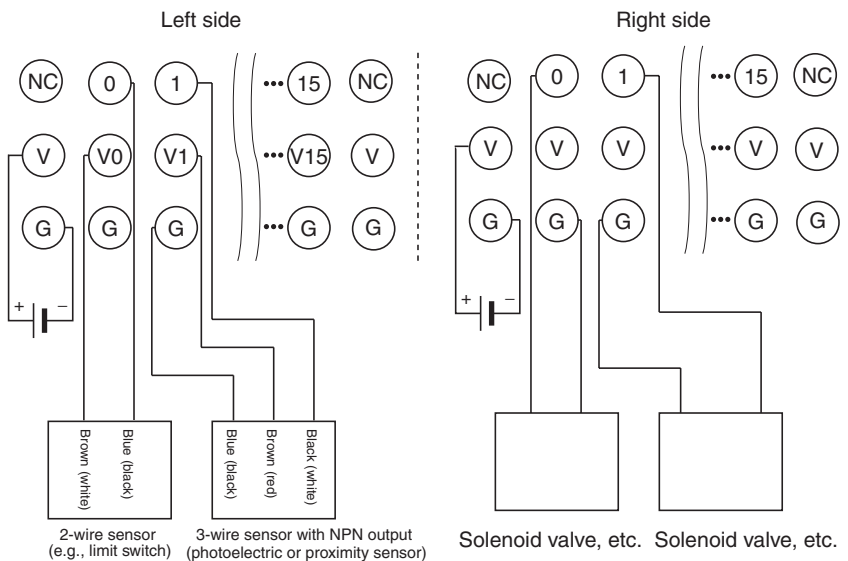 Left side
NC 0 1 ••• 15 NC
V V0 V1 ••• V15 V
G G G ••• G G
+ −
Brown (white)
Blue (black)
Blue (black)
Brown (red)
Black (white)
2-wire sensor
(e.g., limit switch)
3-wire sensor with NPN output
(photoelectric or proximity sensor)
Right side
NC 0 1 ••• 15 NC
V V V ••• V V
G G G ••• G G
+ −
Solenoid valve, etc.
Solenoid valve, etc.